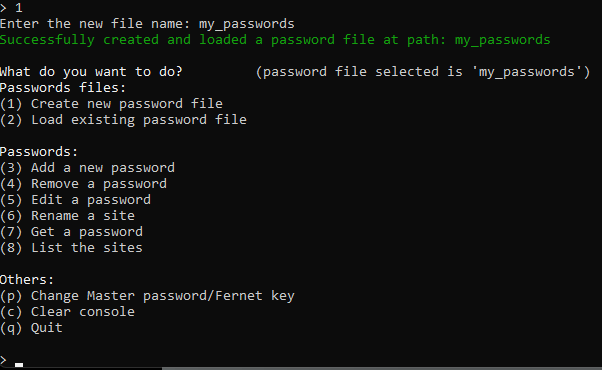 > 1
Enter the new file name: my_passwords
Successfully created and loaded a password file at path: my_passwords
What do you want to do?         (password file selected is 'my_passwords')
Passwords files:
(1) Create new password file
(2) Load existing password file
Passwords:
(3) Add a new password
(4) Remove a password
(5) Edit a password
(6) Rename a site
(7) Get a password
(8) List the sites
Others:
(p) Change Master password/Fernet key
(c) Clear console
(q) Quit
> _